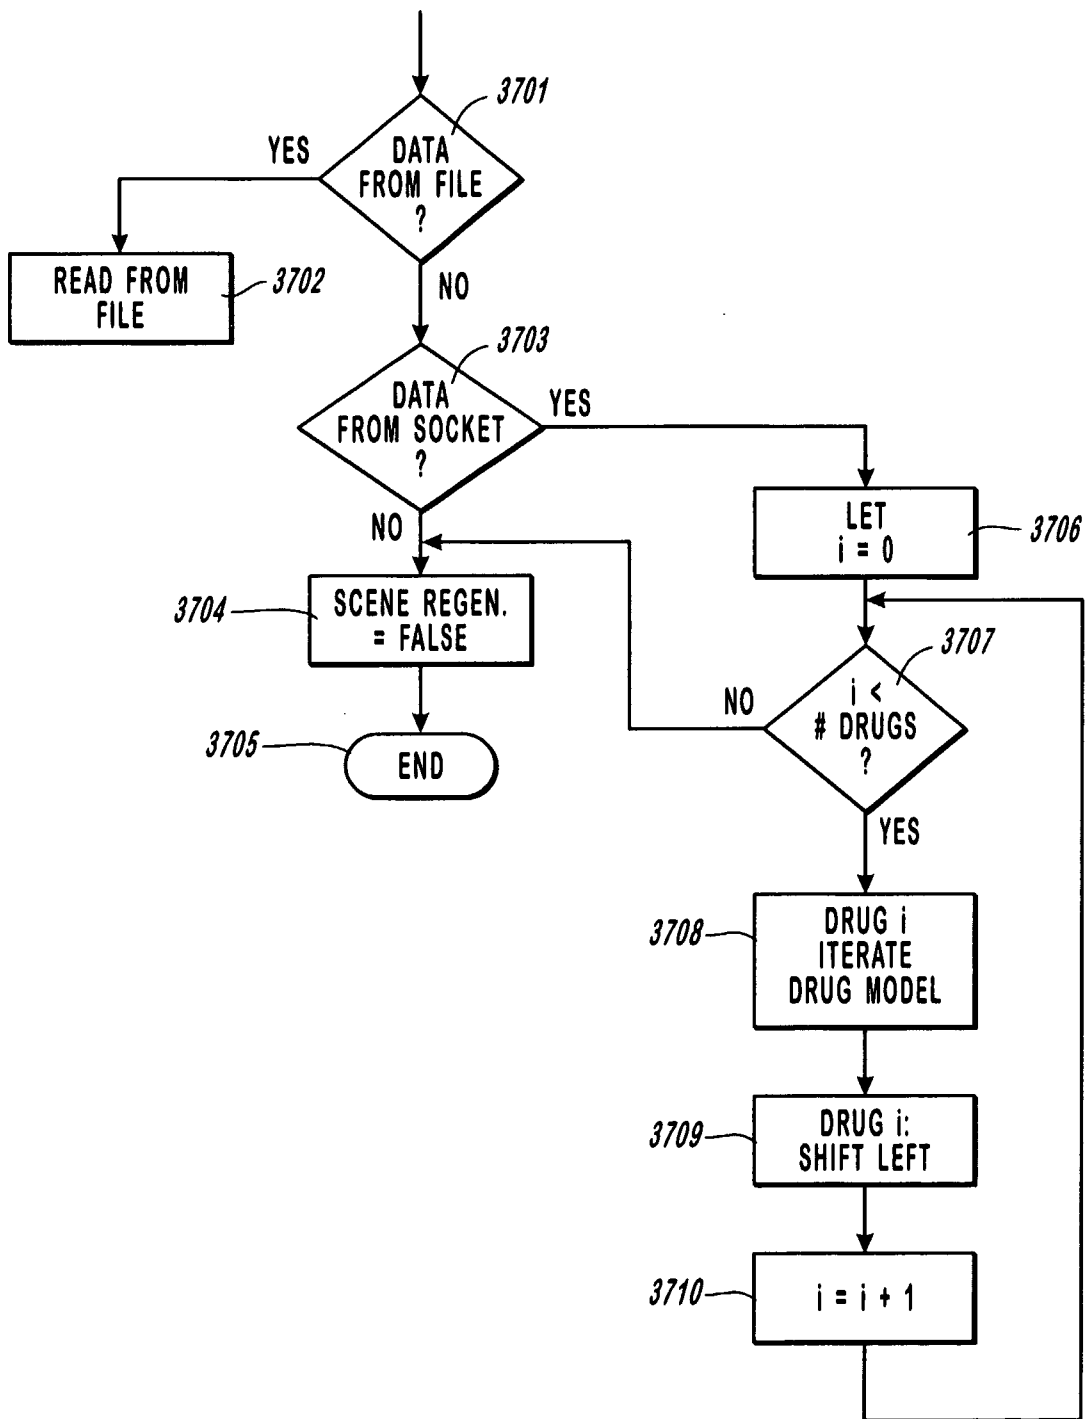 3701
DATA
FROM FILE
?
YES
NO
READ FROM
FILE
3702
3703
DATA
FROM SOCKET
?
YES
NO
LET
i = 0
3706
3704
SCENE REGEN.
= FALSE
3705
END
3707
i <
# DRUGS
?
NO
YES
3708
DRUG i
ITERATE
DRUG MODEL
3709
DRUG i:
SHIFT LEFT
3710
i = i + 1